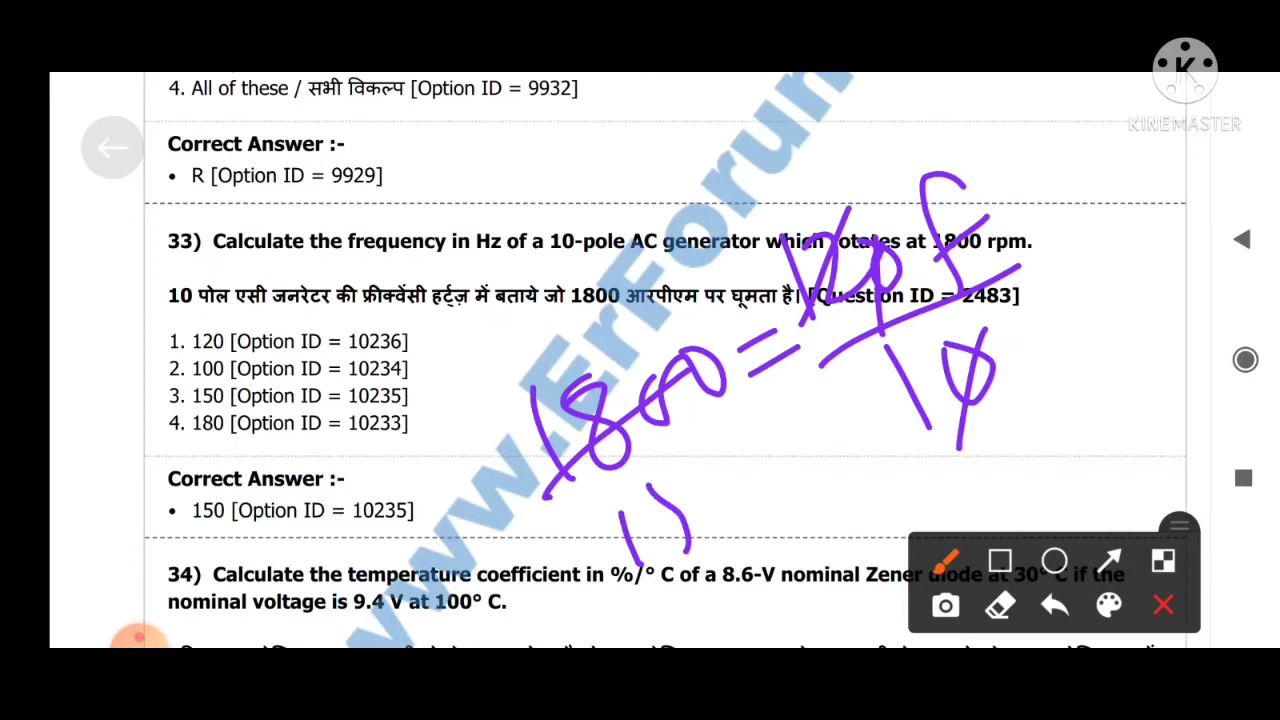 4. All of these / सभी विकल्प [Option ID = 9932]
KINEMASTER
Correct Answer :-
• R [Option ID = 9929]
33) Calculate the frequency in Hz of a 10-pole AC generator which rotates at 1800 rpm.
10 पोल एसी जनरेटर की फ्रीक्वेंसी हर्ट्ज़ में बताये जो 1800 आरपीएम पर घूमता है। [Question ID = 2483]
1. 120 [Option ID = 10236]
2. 100 [Option ID = 10234]
3. 150 [Option ID = 10235]
4. 180 [Option ID = 10233]
1800 = 120 f
10
15
Correct Answer :-
• 150 [Option ID = 10235]
34) Calculate the temperature coefficient in %/° C of a 8.6-V nominal Zener diode at 30° C if the
nominal voltage is 9.4 V at 100° C.
www.ErForum